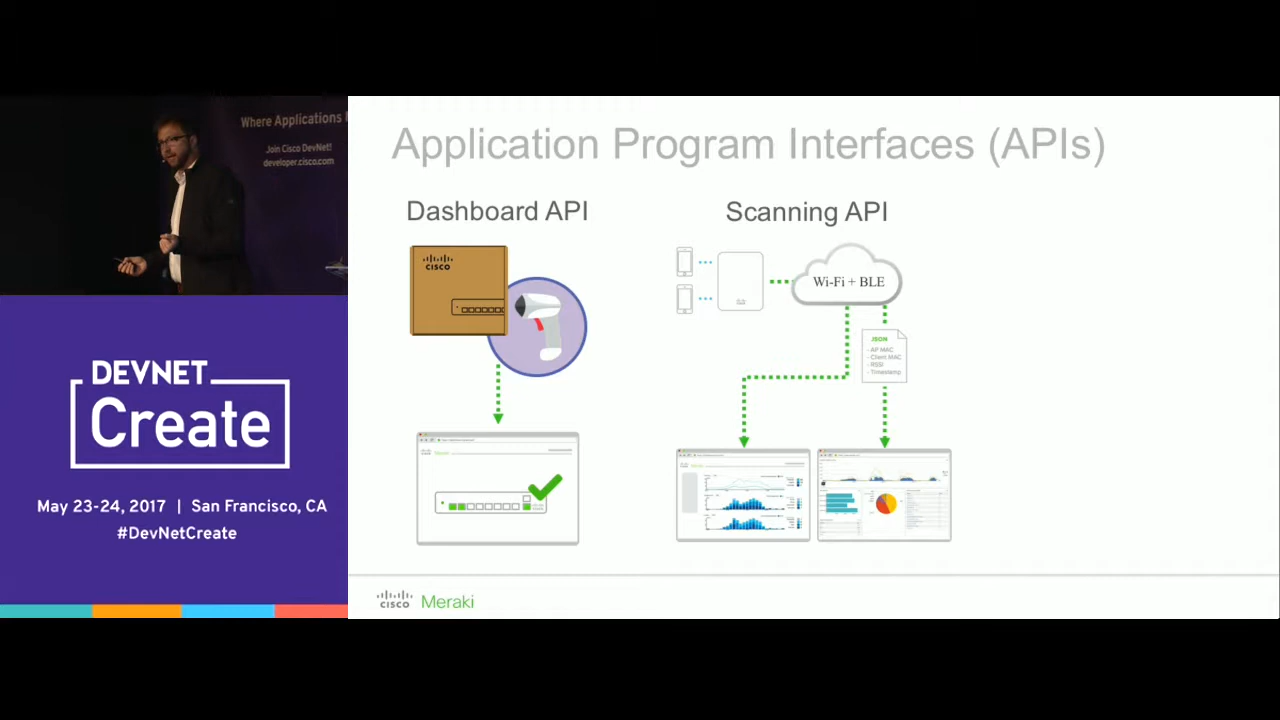 Where Applications
Join Cisco DevNet!
developer.cisco.com
DEVNET
Create
May 23-24, 2017 | San Francisco, CA
#DevNetCreate
Application Program Interfaces (APIs)
Dashboard API
CISCO
Scanning API
Wi-Fi + BLE
JSON
- AP MAC
- Client MAC
- RSSI
- Timestamp
CISCO Meraki